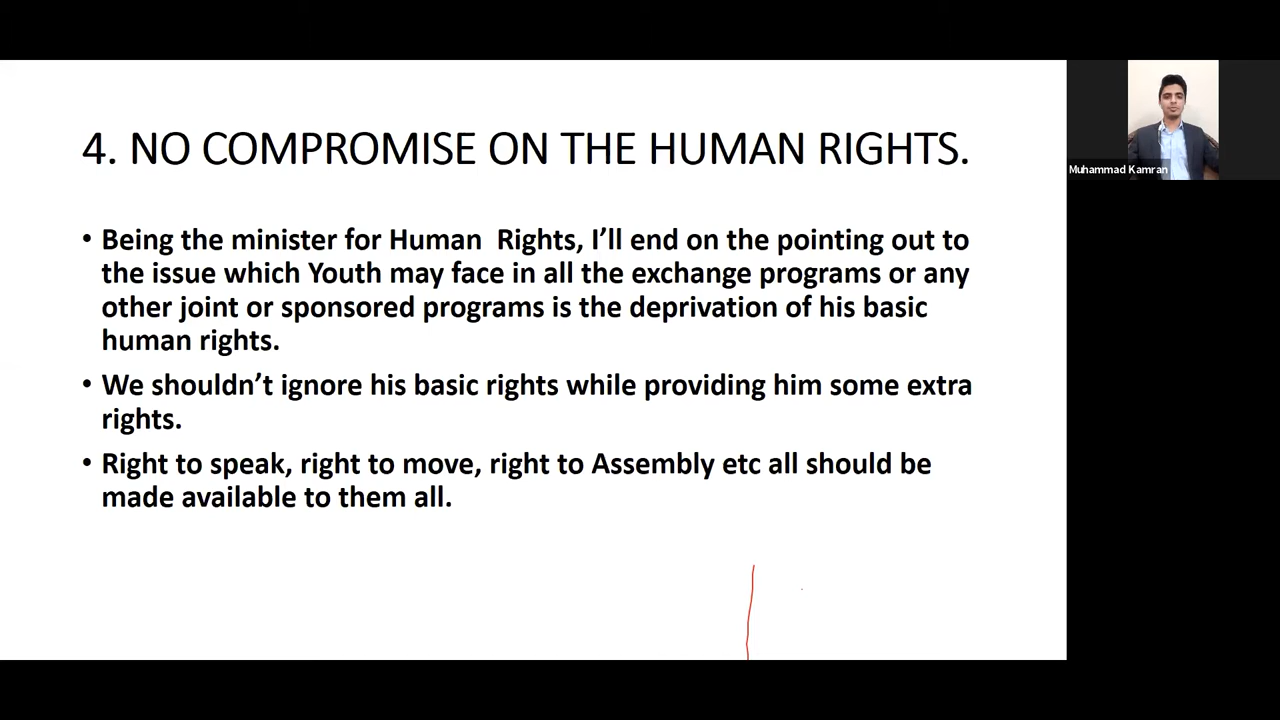 4. NO COMPROMISE ON THE HUMAN RIGHTS.
Muhammad Kamran
• Being the minister for Human  Rights, I’ll end on the pointing out to
the issue which Youth may face in all the exchange programs or any
other joint or sponsored programs is the deprivation of his basic
human rights.
• We shouldn’t ignore his basic rights while providing him some extra
rights.
• Right to speak, right to move, right to Assembly etc all should be
made available to them all.